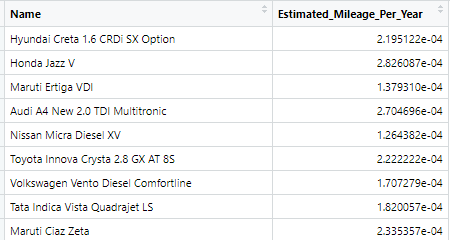 Name Estimated_Mileage_Per_Year
Hyundai Creta 1.6 CRDi SX Option 2.195122e-04
Honda Jazz V 2.826087e-04
Maruti Ertiga VDI 1.379310e-04
Audi A4 New 2.0 TDI Multitronic 2.704696e-04
Nissan Micra Diesel XV 1.264382e-04
Toyota Innova Crysta 2.8 GX AT 8S 2.222222e-04
Volkswagen Vento Diesel Comfortline 1.707279e-04
Tata Indica Vista Quadrajet LS 1.820057e-04
Maruti Ciaz Zeta 2.335357e-04